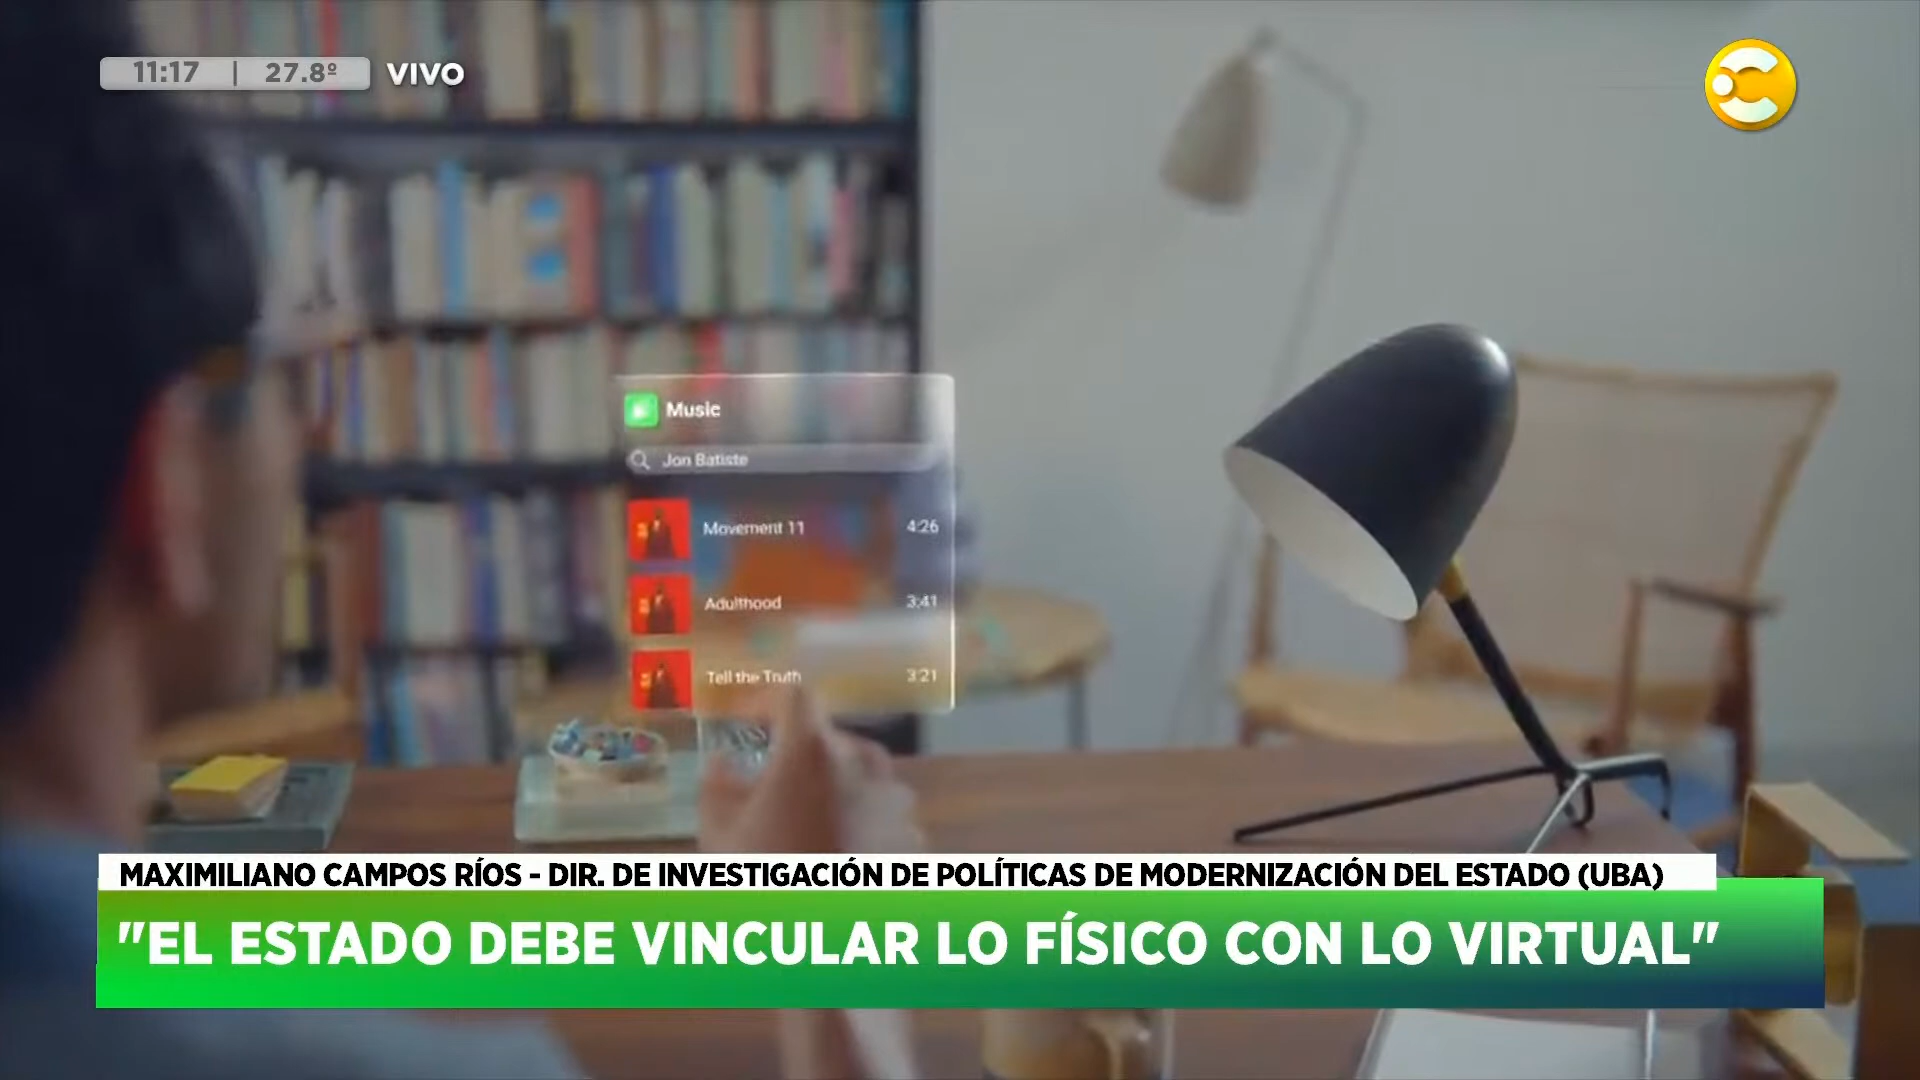 11:17 | 27.8º VIVO
Music
Jon Batiste
Movement 11 4:26
Adulthood 3:41
Tell the Truth 3:21
MAXIMILIANO CAMPOS RÍOS - DIR. DE INVESTIGACIÓN DE POLÍTICAS DE MODERNIZACIÓN DEL ESTADO (UBA)
"EL ESTADO DEBE VINCULAR LO FÍSICO CON LO VIRTUAL"